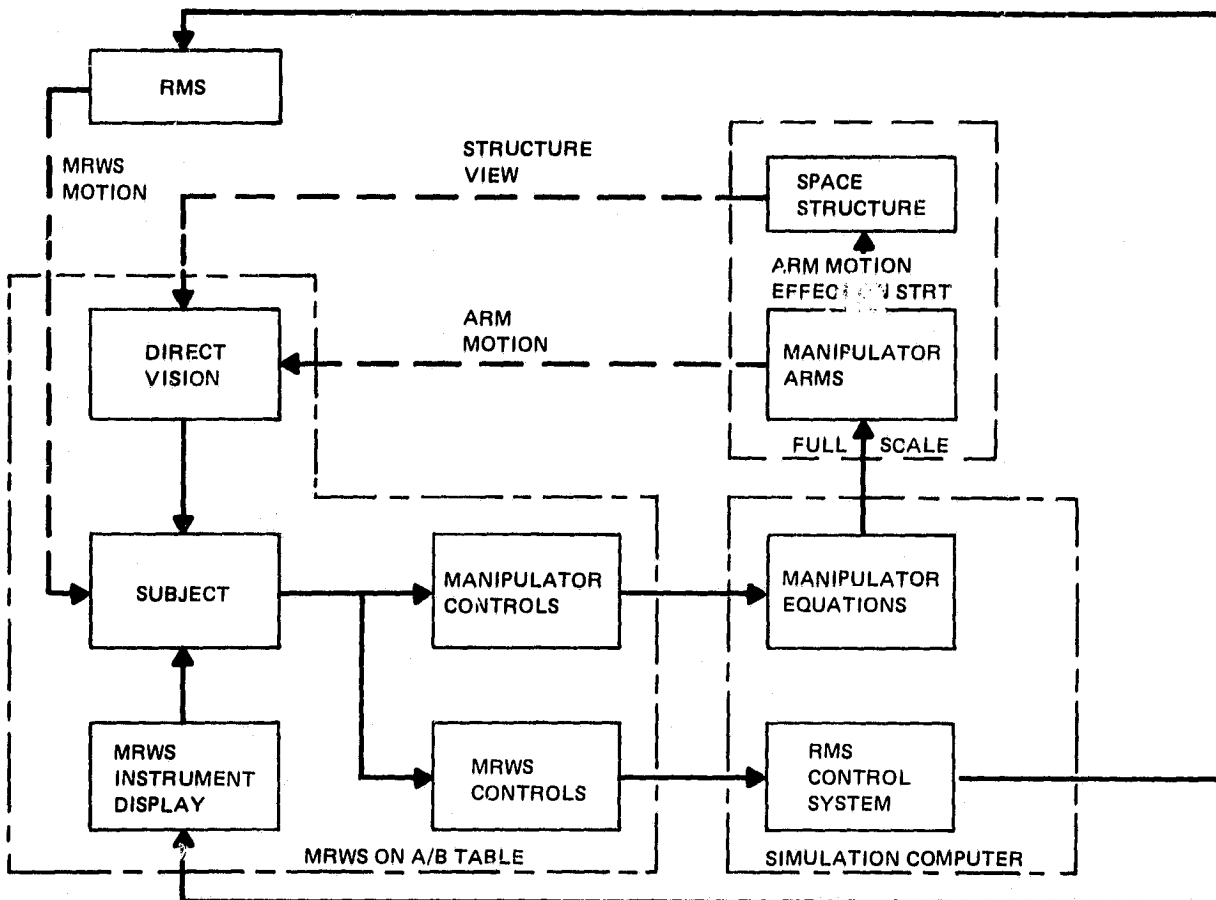 RMS
MRWS
MOTION
STRUCTURE
VIEW
SPACE
STRUCTURE
ARM MOTION
STRT
DIRECT
VISION
ARM
MOTION
MANIPULATOR
ARMS
FULL SCALE
SUBJECT
MANIPULATOR
CONTROLS
MANIPULATOR
EQUATIONS
MRWS
INSTRUMENT
DISPLAY
MRWS
CONTROLS
RMS
CONTROL
SYSTEM
MRWS ON A/B TABLE
SIMULATION COMPUTER